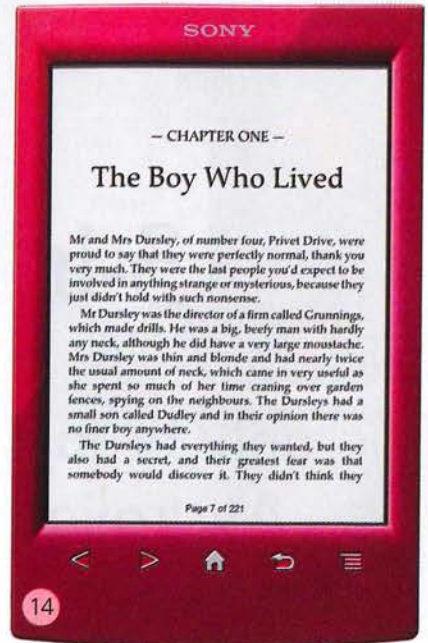 SONY
– CHAPTER ONE –
The Boy Who Lived
Mr and Mrs Dursley, of number four, Privet Drive, were
proud to say that they were perfectly normal, thank you
very much. They were the last people you'd expect to be
involved in anything strange or mysterious, because they
just didn't hold with such nonsense.
Mr Dursley was the director of a firm called Grunnings,
which made drills. He was a big, beefy man with hardly
any neck, although he did have a very large moustache.
Mrs Dursley was thin and blonde and had nearly twice
the usual amount of neck, which came in very useful as
she spent so much of her time craning over garden
fences, spying on the neighbours. The Dursleys had a
small son called Dudley and in their opinion there was
no finer boy anywhere.
The Dursleys had everything they wanted, but they
also had a secret, and their greatest fear was that
somebody would discover it. They didn't think they
Page 7 of 221
14